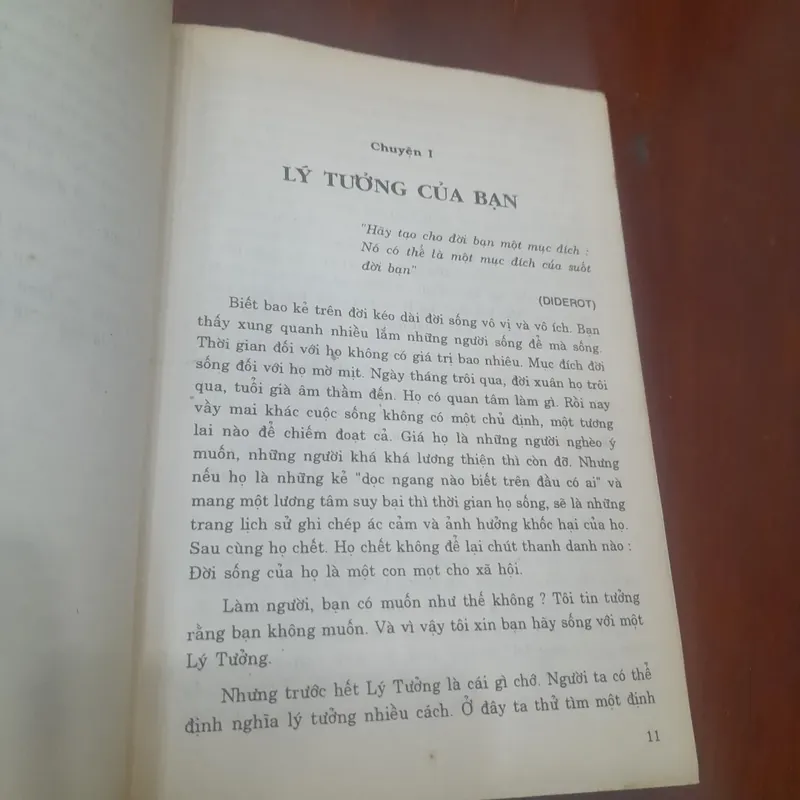 Chuyện I
LÝ TƯỞNG CỦA BẠN
"Hãy tạo cho đời bạn một mục đích :
Nó có thể là một mục đích của suốt
đời bạn"
(DIDEROT)
Biết bao kẻ trên đời kéo dài đời sống vô vị và vô ích. Bạn
thấy xung quanh nhiều lắm những người sống để mà sống.
Thời gian đối với họ không có giá trị bao nhiêu. Mục đích đời
sống đối với họ mờ mịt. Ngày tháng trôi qua, đời xuân họ trôi
qua, tuổi già âm thầm đến. Họ có quan tâm làm gì. Rồi nay
vầy mai khác cuộc sống không có một chủ định, một tương
lai nào để chiếm đoạt cả. Giá họ là những người nghèo ý
muốn, những người khá khá lương thiện thì còn đỡ. Nhưng
nếu họ là những kẻ "dọc ngang nào biết trên đầu có ai" và
mang một lương tâm suy bại thì thời gian họ sống, sẽ là những
trang lịch sử ghi chép ác cảm và ảnh hưởng khốc hại của họ.
Sau cùng họ chết. Họ chết không để lại chút thanh danh nào :
Đời sống của họ là một con mọt cho xã hội.
Làm người, bạn có muốn như thế không ? Tôi tin tưởng
rằng bạn không muốn. Và vì vậy tôi xin bạn hãy sống với một
Lý Tưởng.
Nhưng trước hết Lý Tưởng là cái gì chớ. Người ta có thể
định nghĩa lý tưởng nhiều cách. Ở đây ta thử tìm một định
11